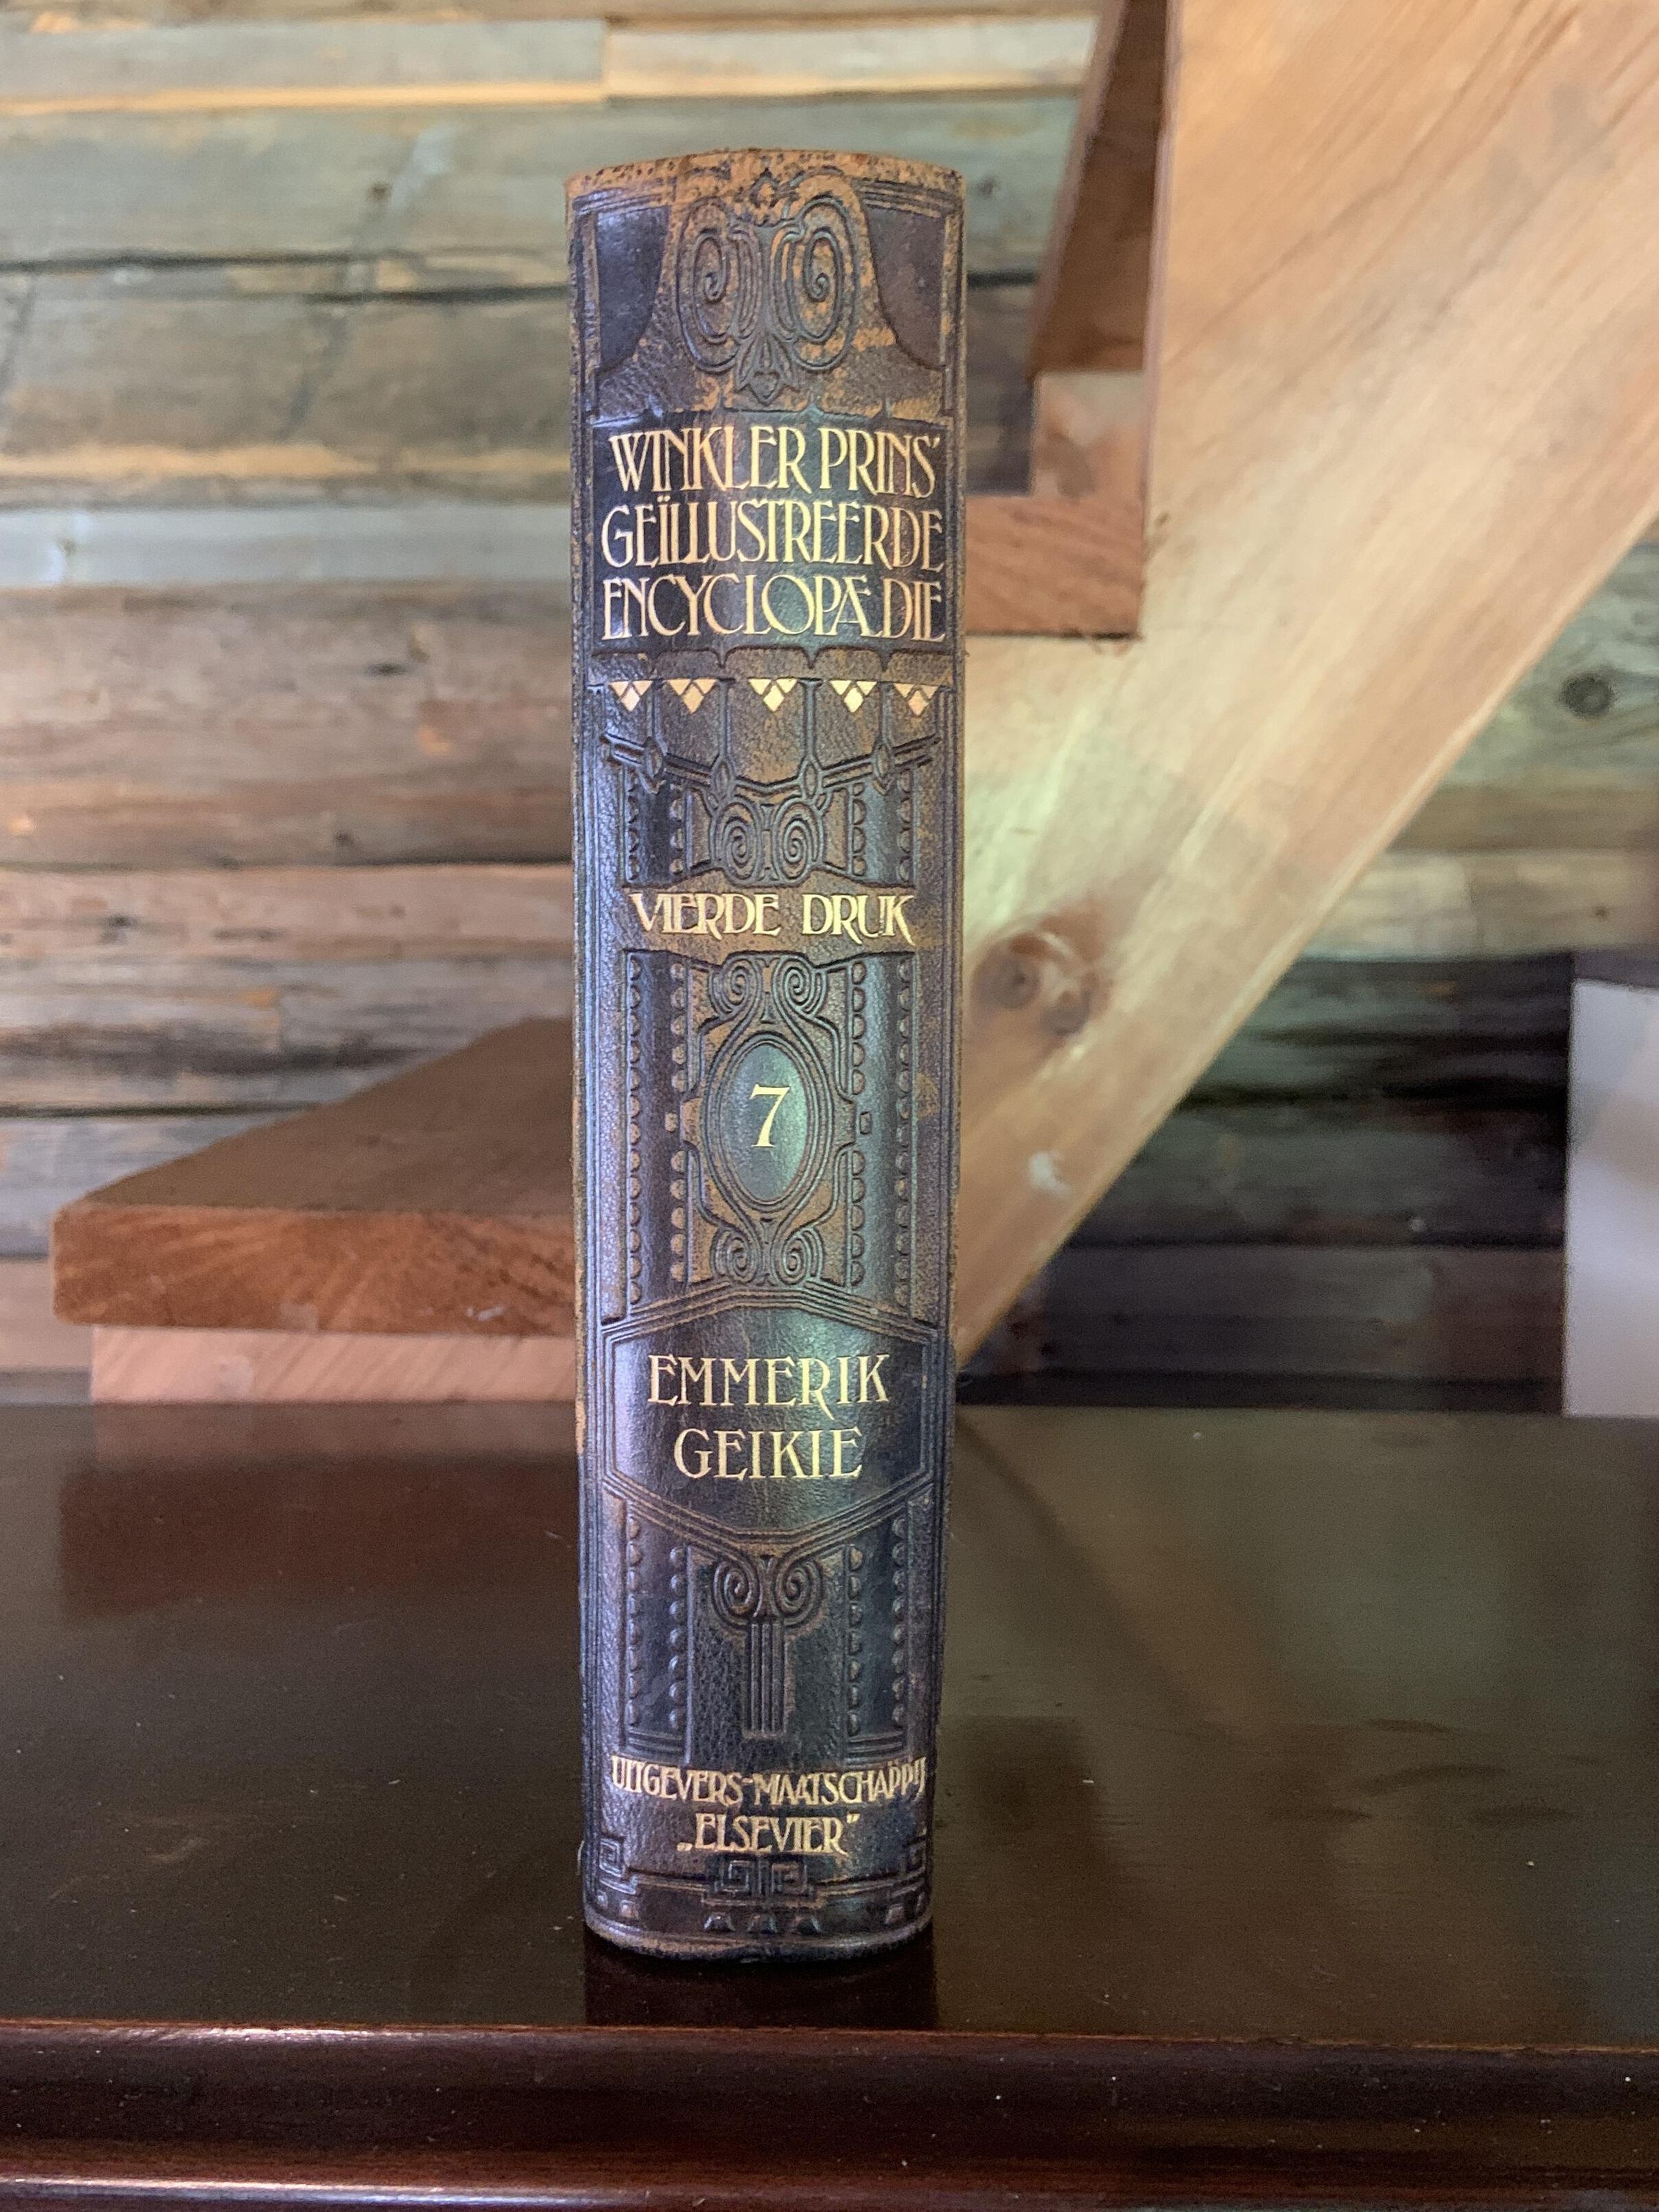 WINKLER PRINS'
GEÏLLUSTREERDE
ENCYCLOPÆDIE
VIERDE DRUK
7
EMMERIK
GEIKIE
UITGEVERS-MAATSCHAPPIJ
„ELSEVIER”